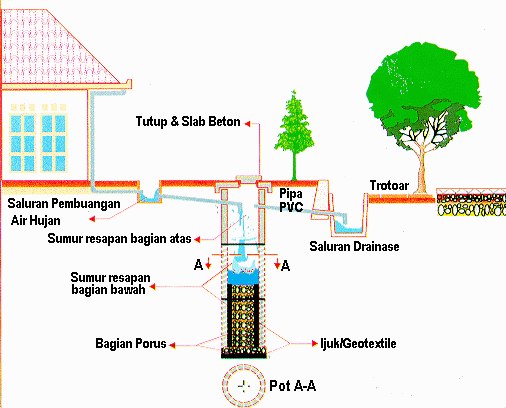 Tutup & Slab Beton
Saluran Pembuangan
Air Hujan
Pipa
PVC
Trotoar
Sumur resapan bagian atas
Saluran Drainase
A
A
Sumur resapan
bagian bawah
Bagian Porus
Ijuk/Geotextile
Pot A-A